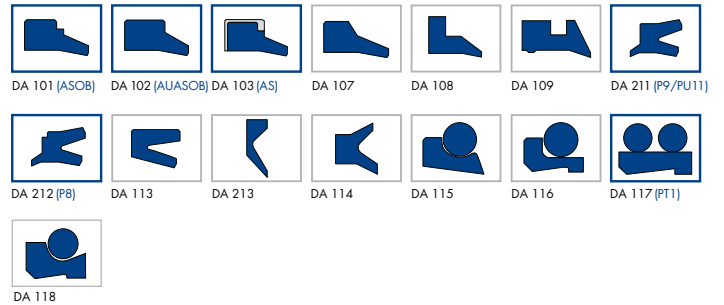 DA 101 (ASOB) DA 102 (AUASOB) DA 103 (AS) DA 107 DA 108 DA 109 DA 211 (P9/PU11)
DA 212 (P8) DA 113 DA 213 DA 114 DA 115 DA 116 DA 117 (PT1)
DA 118